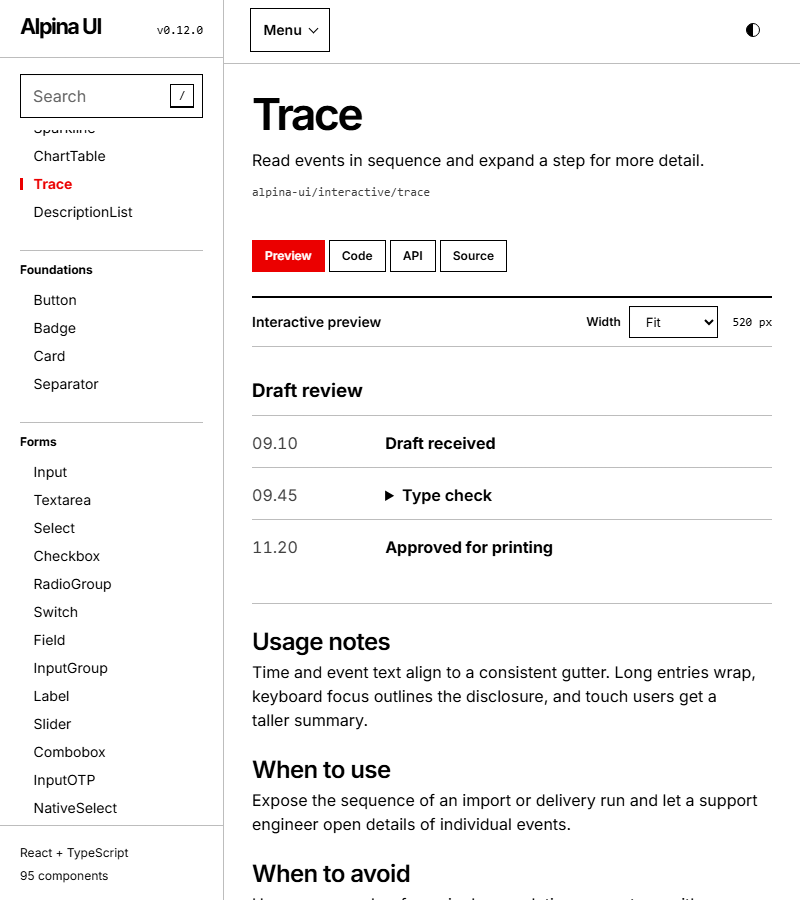 Alpina UI
v0.12.0
Search
/
Sparkline
ChartTable
Trace
DescriptionList
Foundations
Button
Badge
Card
Separator
Forms
Input
Textarea
Select
Checkbox
RadioGroup
Switch
Field
InputGroup
Label
Slider
Combobox
InputOTP
NativeSelect
React + TypeScript
95 components
Menu
Trace
Read events in sequence and expand a step for more detail.
alpina-ui/interactive/trace
Preview Code API Source
Interactive preview
Width Fit 520 px
Draft review
09.10 Draft received
09.45 Type check
11.20 Approved for printing
Usage notes
Time and event text align to a consistent gutter. Long entries wrap,
keyboard focus outlines the disclosure, and touch users get a
taller summary.
When to use
Expose the sequence of an import or delivery run and let a support
engineer open details of individual events.
When to avoid